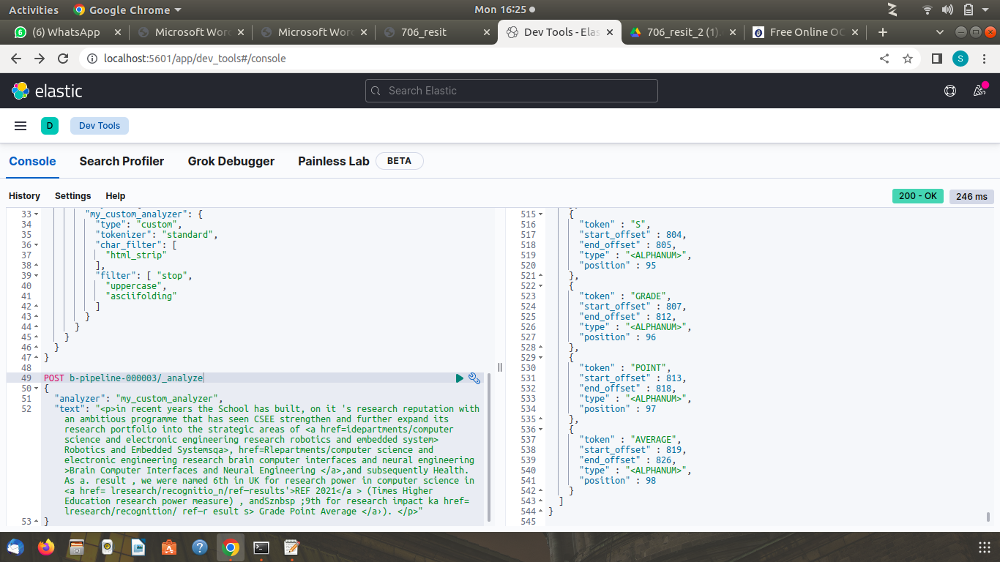 Activities Google Chrome Mon 16:25
(6) WhatsApp Microsoft Wor Microsoft Wor 706_resit Dev Tools - Elas 706_resit_2 (1). Free Online OC
localhost:5601/app/dev_tools#/console S
elastic Search Elastic
D Dev Tools
Console Search Profiler Grok Debugger Painless Lab BETA
History Settings Help 200 - OK 246 ms
33 "my_custom_analyzer": {
34 "type": "custom",
35 "tokenizer": "standard",
36 "char_filter": [
37 "html_strip"
38 ],
39 "filter": [ "stop",
40 "uppercase",
41 "asciifolding"
42 ]
43 }
44 }
45 }
46 }
47 }
48
49 POST b-pipeline-000003/_analyze
50 {
51 "analyzer": "my_custom_analyzer",
52 "text": "<p>in recent years the School has built, on it 's research reputation with
an ambitious programme that has seen CSEE strengthen and further expand its
research portfolio into the strategic areas of <a href=idepartments/computer
science and electronic engineering research robotics and embedded system>
Robotics and Embedded Systemsqa>, href=Rlepartments/computer science and
electronic engineering research brain computer interfaces and neural engineering
>Brain Computer Interfaces and Neural Engineering </a>,and subsequently Health.
As a. result , we were named 6th in UK for research power in computer science in
<a href= lresearch/recognitio_n/ref—results'>REF 2021</a > (Times Higher
Education research power measure) , andSznbsp ;9th for research impact ka href=
lresearch/recognition/ ref—r esult s> Grade Point Average </a›). </p>"
53 }
515 {
516 "token" : "S",
517 "start_offset" : 804,
518 "end_offset" : 805,
519 "type" : "<ALPHANUM>",
520 "position" : 95
521 },
522 {
523 "token" : "GRADE",
524 "start_offset" : 807,
525 "end_offset" : 812,
526 "type" : "<ALPHANUM>",
527 "position" : 96
528 },
529 {
530 "token" : "POINT",
531 "start_offset" : 813,
532 "end_offset" : 818,
533 "type" : "<ALPHANUM>",
534 "position" : 97
535 },
536 {
537 "token" : "AVERAGE",
538 "start_offset" : 819,
539 "end_offset" : 826,
540 "type" : "<ALPHANUM>",
541 "position" : 98
542 }
543 ]
544 }
545